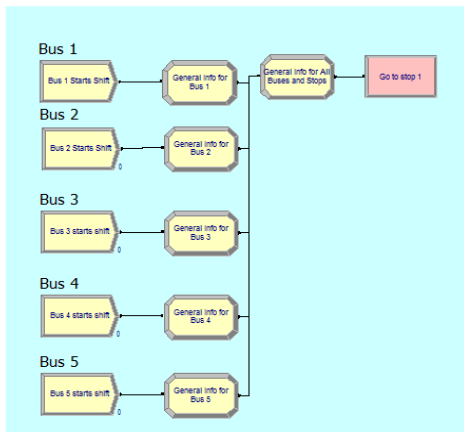 Bus 1
Bus 1 Starts Shift
General info for
Bus 1
General info for All
Buses and Stops
Go to stop 1
Bus 2
Bus 2 Starts Shift
0
General info for
Bus 2
Bus 3
Bus 3 starts shift
0
General info for
Bus 3
Bus 4
Bus 4 starts shift
0
General info for
Bus 4
Bus 5
Bus 5 starts shift
0
General info for
Bus 5